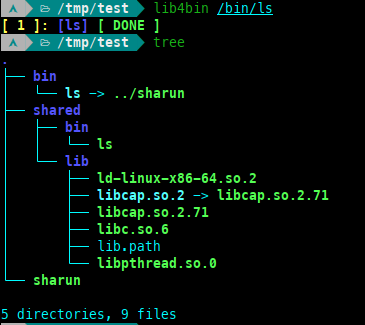 /tmp/test lib4bin /bin/ls
[ 1 ]: [ls] [ DONE ]
/tmp/test tree
.
├── bin
│   └── ls -> ../sharun
├── shared
│   ├── bin
│   │   └── ls
│   └── lib
│       ├── ld-linux-x86-64.so.2
│       ├── libcap.so.2 -> libcap.so.2.71
│       ├── libcap.so.2.71
│       ├── libc.so.6
│       ├── lib.path
│       └── libpthread.so.0
└── sharun
5 directories, 9 files